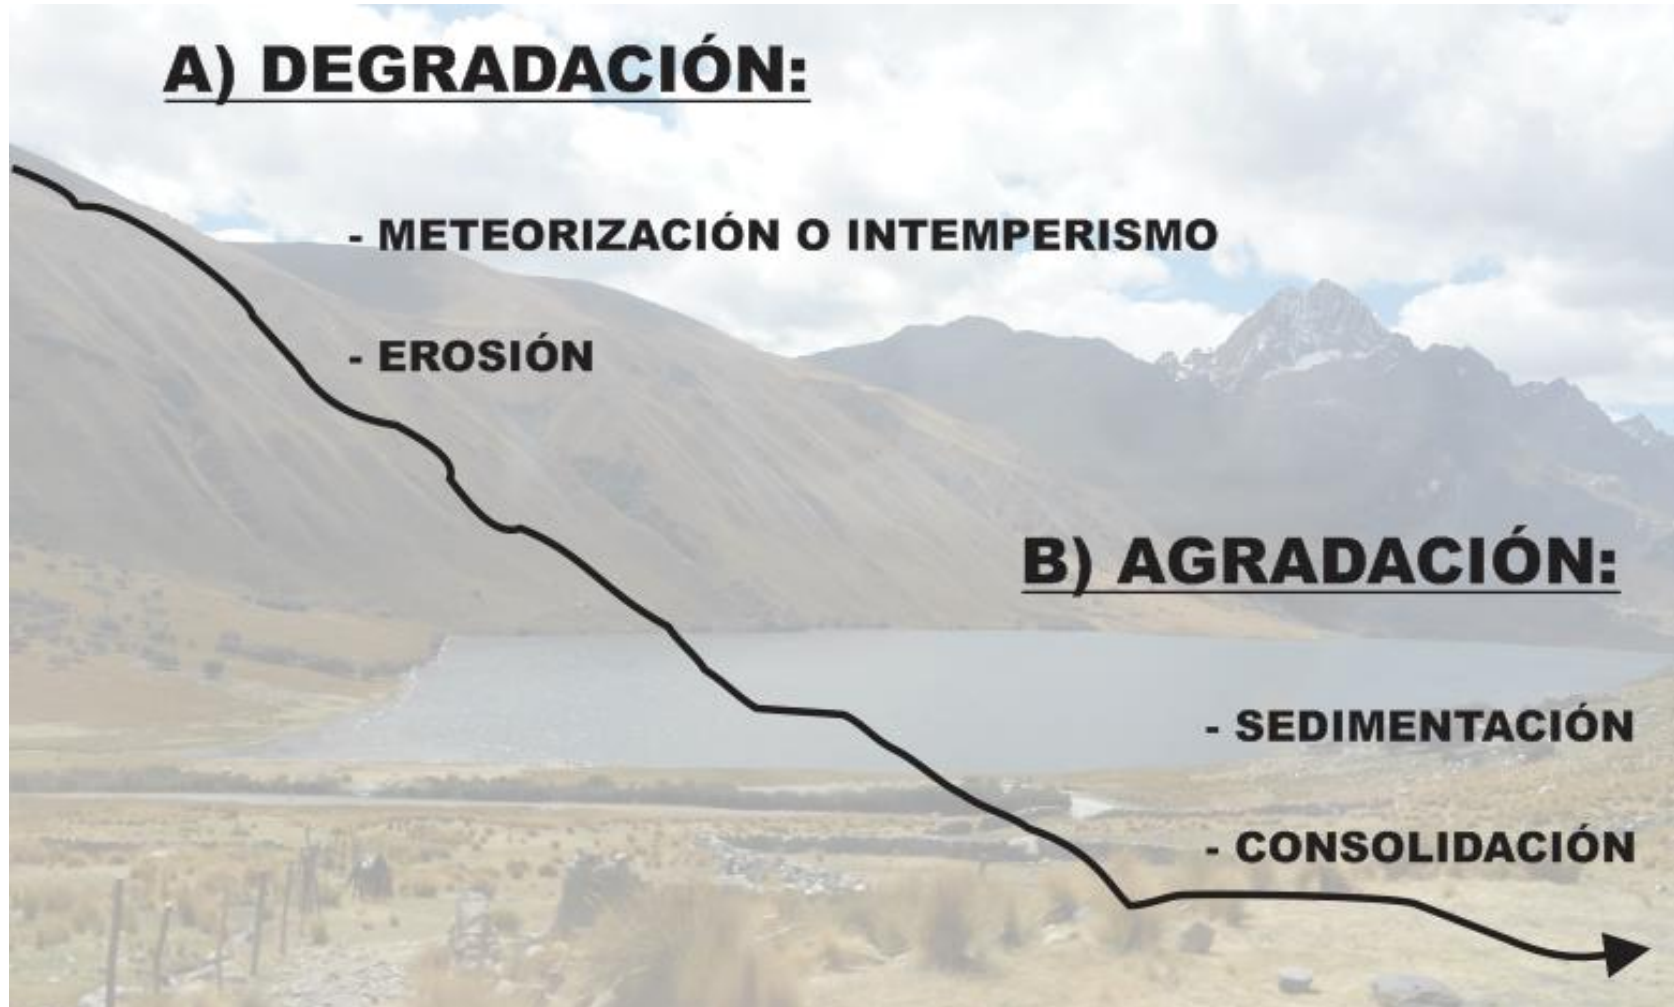 A) DEGRADACIÓN:
- METEORIZACIÓN O INTEMPERISMO
- EROSIÓN
B) AGRADACIÓN:
- SEDIMENTACIÓN
- CONSOLIDACIÓN